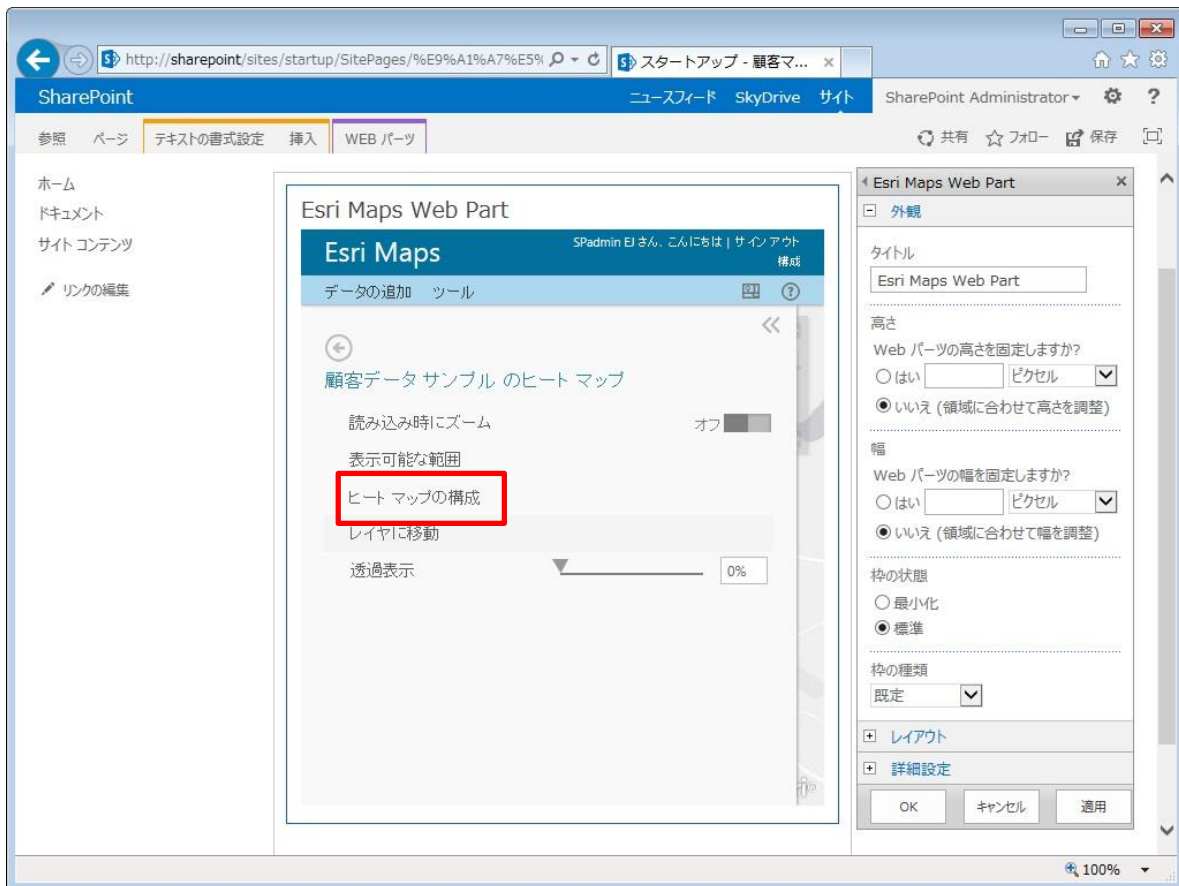 http://sharepoint/sites/startup/SitePages/%E9%A1%A7%E5%
スタートアップ - 顧客マ...
SharePoint
ニュースフィード SkyDrive サイト SharePoint Administrator ?
参照 ページ テキストの書式設定 挿入 WEB パーツ 共有 フォロー 保存
ホーム
ドキュメント
サイト コンテンツ
リンクの編集
Esri Maps Web Part
Esri Maps
SPadmin EJ さん、こんにちは | サイン アウト
構成
データの追加 ツール ?
顧客データ サンプル のヒート マップ
読み込み時にズーム オフ
表示可能な範囲
ヒート マップの構成
レイヤに移動
透過表示 0%
Esri Maps Web Part
外観
タイトル
Esri Maps Web Part
高さ
Web パーツの高さを固定しますか?
はい ピクセル
いいえ (領域に合わせて高さを調整)
幅
Web パーツの幅を固定しますか?
はい ピクセル
いいえ (領域に合わせて幅を調整)
枠の状態
最小化
標準
枠の種類
既定
レイアウト
詳細設定
OK キャンセル 適用
100%